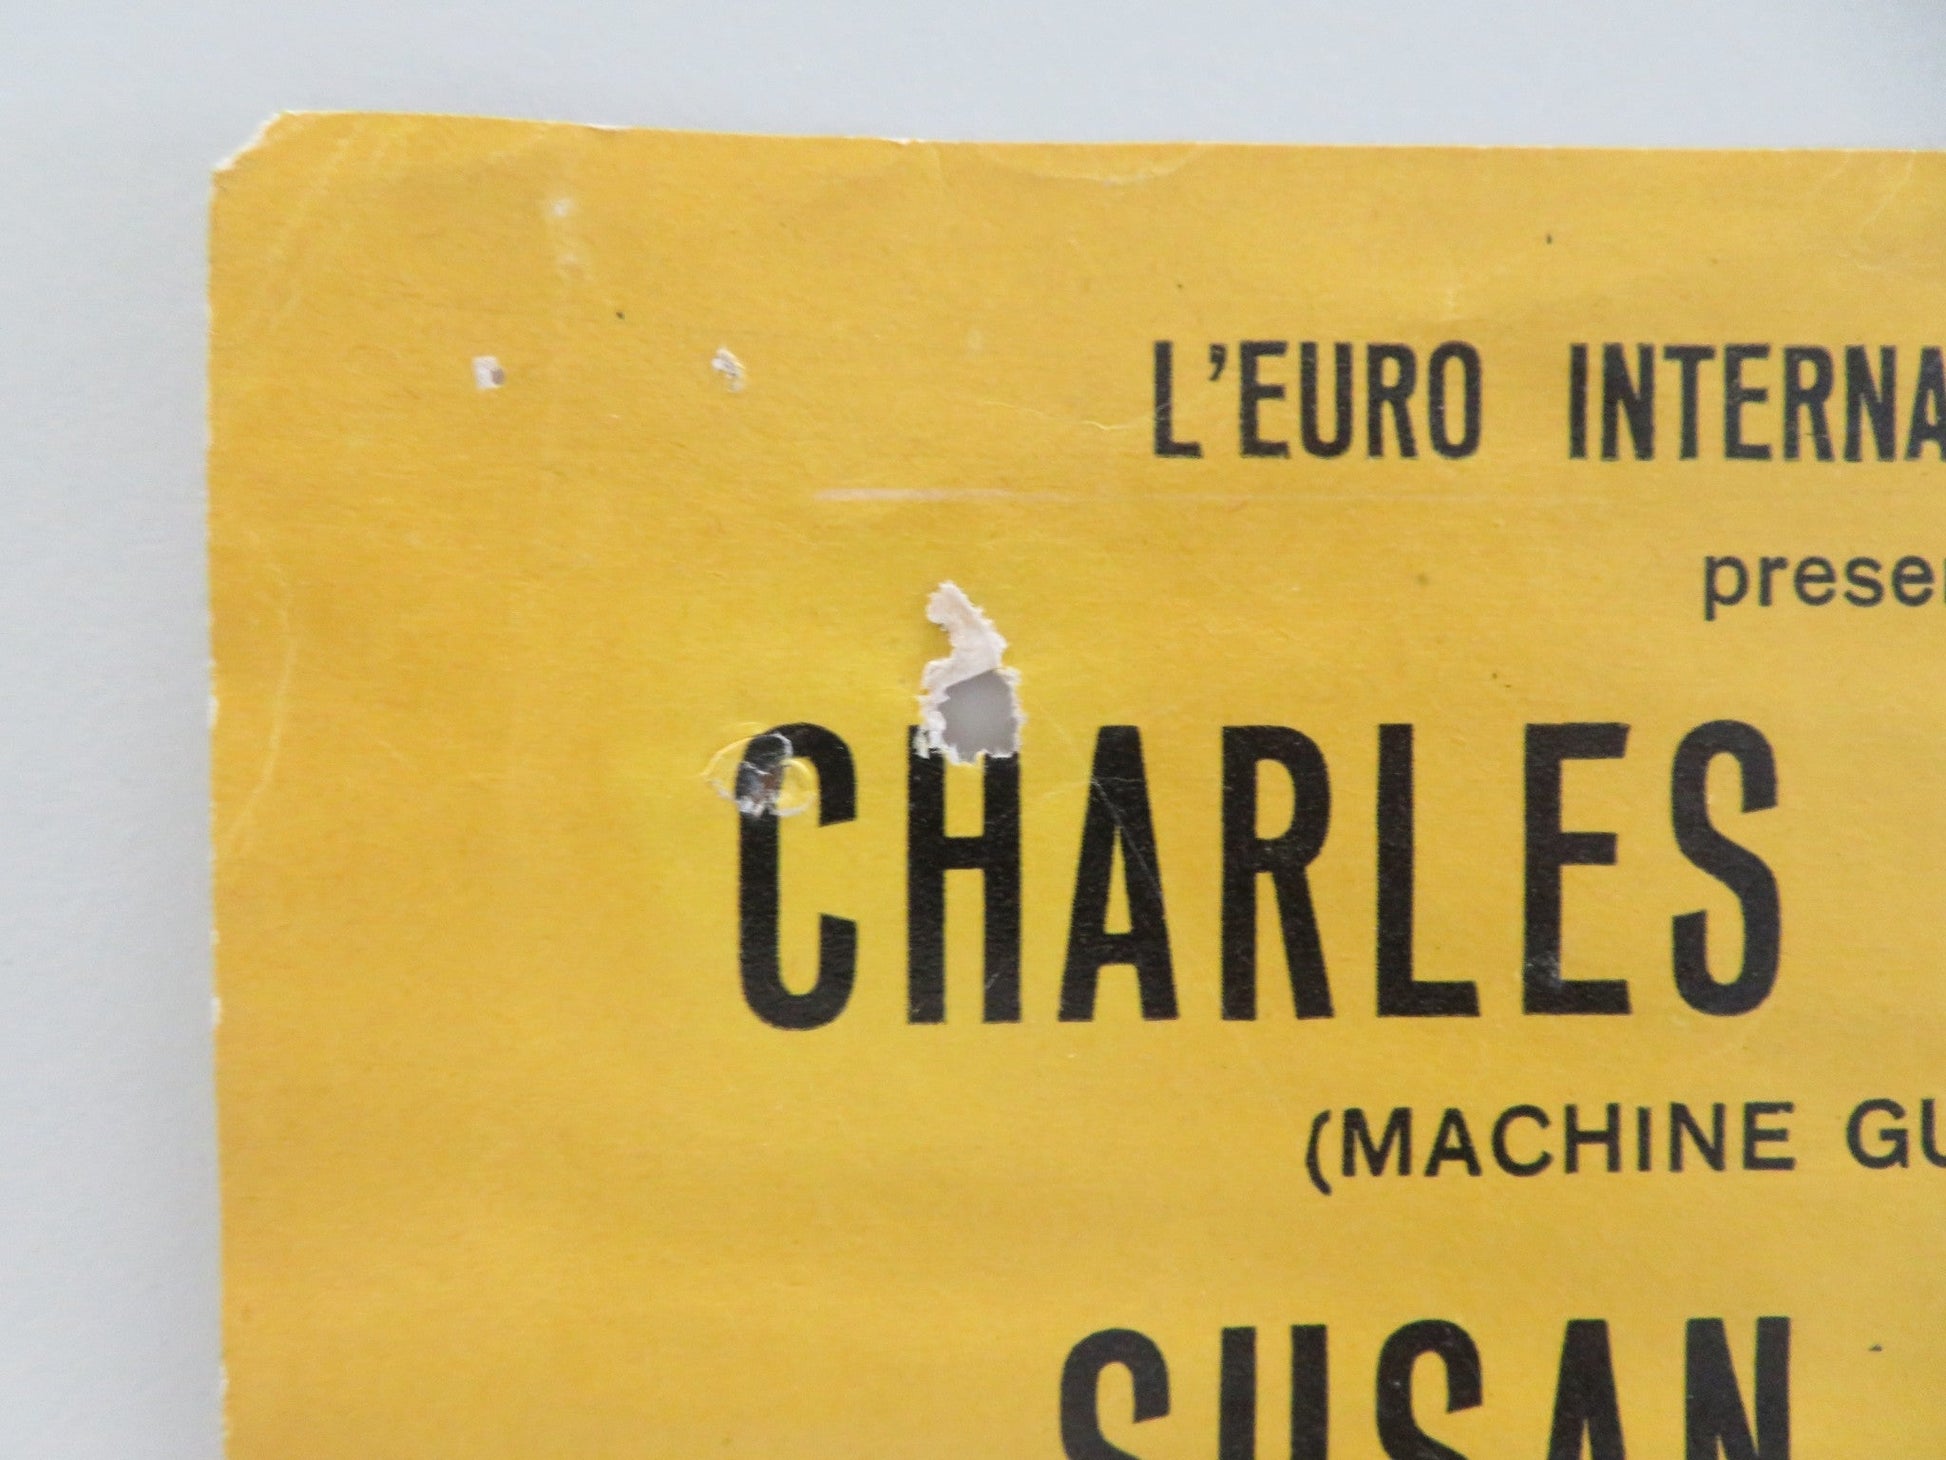 L'EURO INTERNA
presen
CHARLES
(MACHINE GU
SUSAN